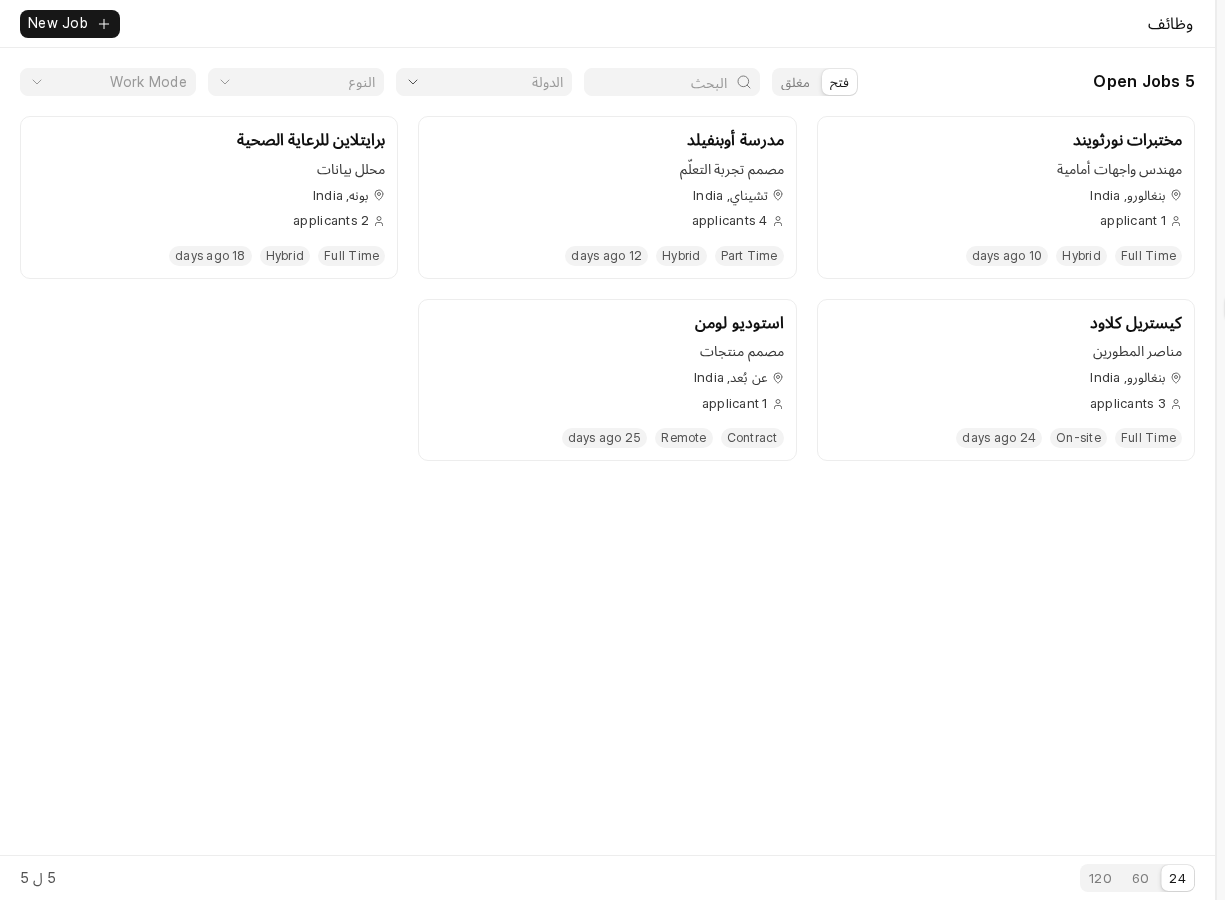 وظائف
New Job
5 Open Jobs
فتح
مغلق
البحث
الدولة
النوع
Work Mode
مختبرات نورثويند
مهندس واجهات أمامية
بنغالورو, India
1 applicant
Full Time
Hybrid
10 days ago
مدرسة أوبنفيلد
مصمم تجربة التعلّم
تشيناي, India
4 applicants
Part Time
Hybrid
12 days ago
برايتلاين للرعاية الصحية
محلل بيانات
بونه, India
2 applicants
Full Time
Hybrid
18 days ago
كيستريل كلاود
مناصر المطورين
بنغالورو, India
3 applicants
Full Time
On-site
24 days ago
استوديو لومن
مصمم منتجات
عن بُعد, India
1 applicant
Contract
Remote
25 days ago
24
60
120
5 ل 5